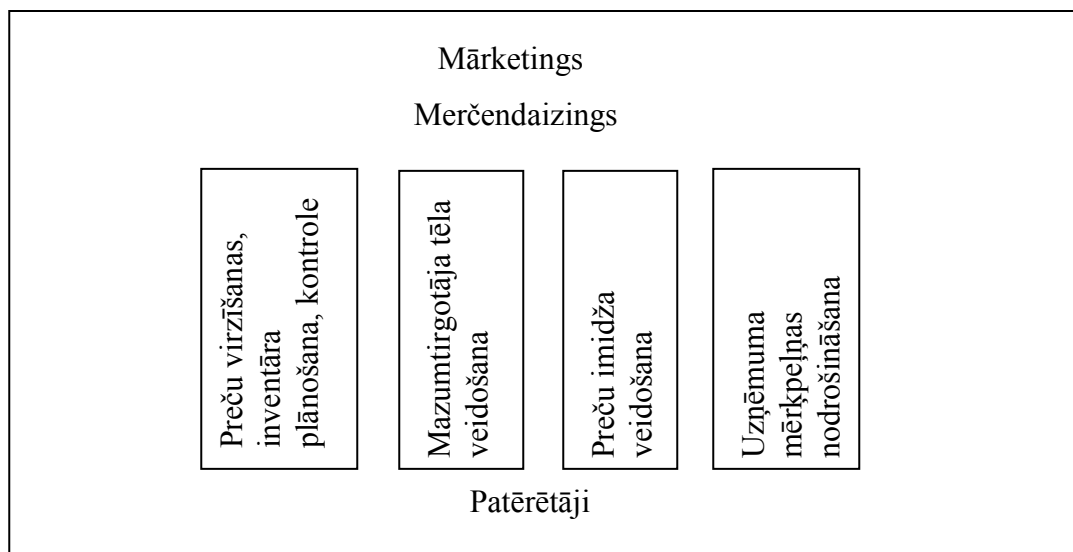 Mārketings
Merčendaizings
Preču virzīšanas,
inventāra
plānošana, kontrole
Mazumtirgotāja tēla
veidošana
Preču imidža
veidošana
Uzņēmuma
mērķpeļņas
nodrošināšana
Patērētāji